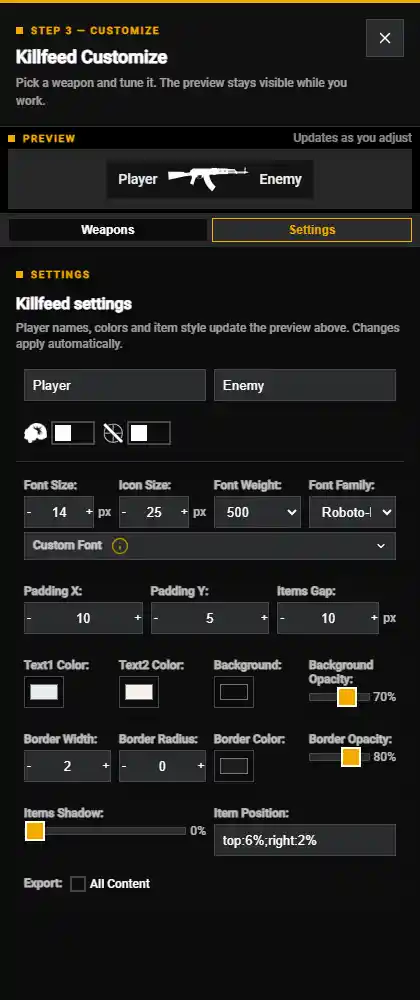 STEP 3 — CUSTOMIZE
Killfeed Customize
Pick a weapon and tune it. The preview stays visible while you
work.
PREVIEW
Updates as you adjust
Player
Enemy
Weapons
Settings
SETTINGS
Killfeed settings
Player names, colors and item style update the preview above. Changes
apply automatically.
Player
Enemy
Font Size:
Icon Size:
Font Weight:
Font Family:
- 14 + px
- 25 + px
500
Roboto-
Custom Font
Padding X:
Padding Y:
Items Gap:
- 10 +
- 5 +
- 10 + px
Text1 Color:
Text2 Color:
Background:
Background
Opacity:
70%
Border Width:
Border Radius:
Border Color:
Border Opacity:
- 2 +
- 0 +
80%
Items Shadow:
Item Position:
0%
top:6%;right:2%
Export:
All Content